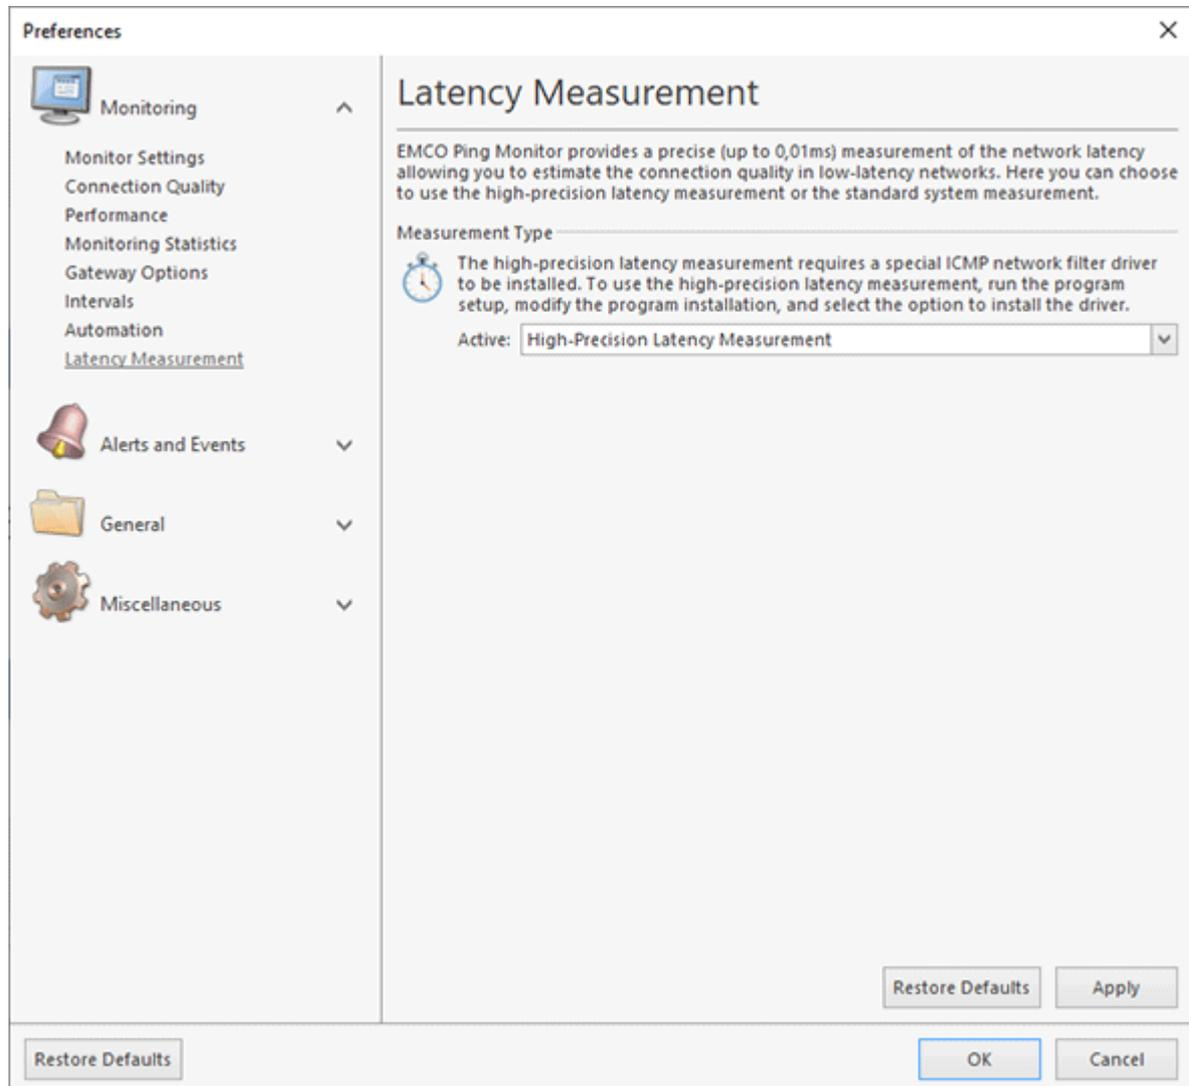 Preferences
Monitoring
Monitor Settings
Connection Quality
Performance
Monitoring Statistics
Gateway Options
Intervals
Automation
Latency Measurement
Alerts and Events
General
Miscellaneous
Latency Measurement
EMCO Ping Monitor provides a precise (up to 0,01ms) measurement of the network latency
allowing you to estimate the connection quality in low-latency networks. Here you can choose
to use the high-precision latency measurement or the standard system measurement.
Measurement Type
The high-precision latency measurement requires a special ICMP network filter driver
to be installed. To use the high-precision latency measurement, run the program
setup, modify the program installation, and select the option to install the driver.
Active: High-Precision Latency Measurement
Restore Defaults Apply
Restore Defaults OK Cancel